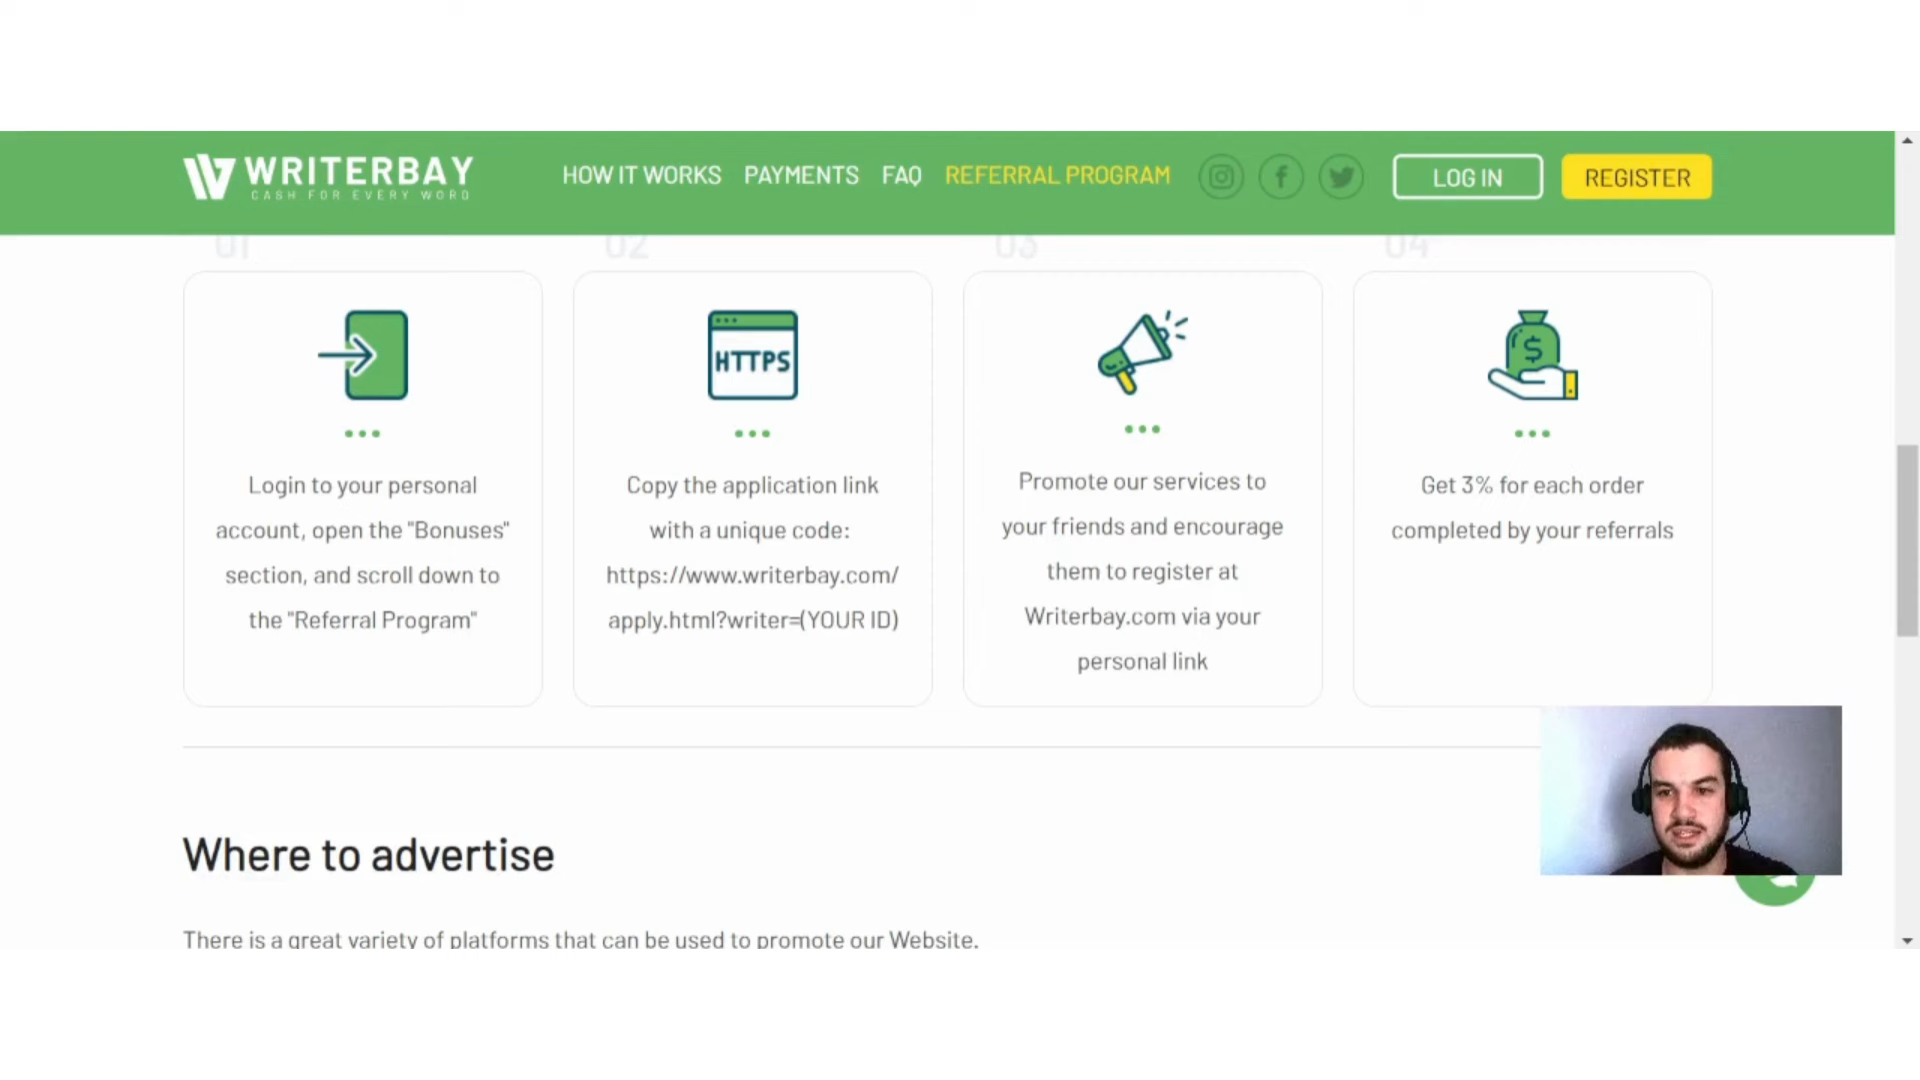 WRITERBAY
CASH FOR EVERY WORD
HOW IT WORKS PAYMENTS FAQ REFERRAL PROGRAM LOG IN REGISTER
01 02 03 04
HTTPS
$
Login to your personal
account, open the "Bonuses"
section, and scroll down to
the "Referral Program"
Copy the application link
with a unique code:
https://www.writerbay.com/
apply.html?writer=(YOUR ID)
Promote our services to
your friends and encourage
them to register at
Writerbay.com via your
personal link
Get 3% for each order
completed by your referrals
Where to advertise
There is a great variety of platforms that can be used to promote our Website.